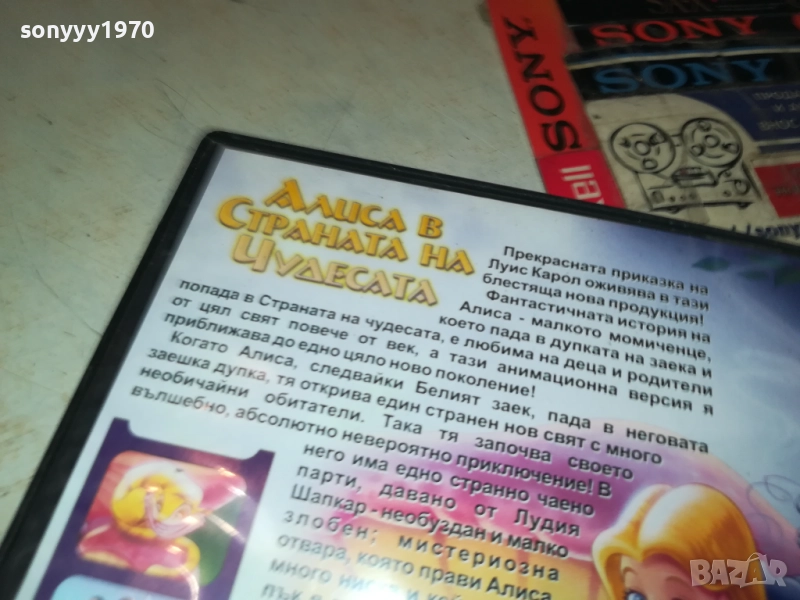 sonyyy1970
SONY
SONY
SONY
АЛИСА В
СТРАНАТА НА
ЧУДЕСАТА
Прекрасната приказка на
Луис Карол оживява в тази
блестяща нова продукция!
Фантастичната история на
Алиса - малкото момиченце,
което пада в дупката на заека и
попада в Страната на чудесата, е любима на деца и родители
от цял свят повече от век, а тази анимационна версия я
приближава до едно цяло ново поколение!
Когато Алиса, следвайки Белият заек, пада в неговата
заешка дупка, тя открива един странен нов свят с много
необичайни обитатели. Така тя започва своето
вълшебно, абсолютно невероятно приключение! В
него има едно странно чаено
парти, давано от Лудия
Шапкар - необуздан и малко
злобен; мистериозна
отвара, която прави Алиса
много
BAZAR